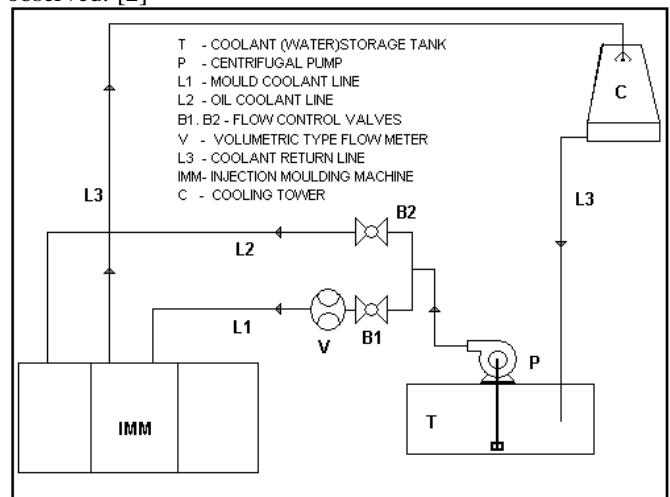 observed. [2]
T - COOLANT (WATER)STORAGE TANK
P - CENTRIFUGAL PUMP
L1 - MOULD COOLANT LINE
L2 - OIL COOLANT LINE
B1. B2 - FLOW CONTROL VALVES
V - VOLUMETRIC TYPE FLOW METER
L3 - COOLANT RETURN LINE
IMM- INJECTION MOULDING MACHINE
C - COOLING TOWER
C
L3
L3
B2
L2
L1
V
B1
P
T
IMM